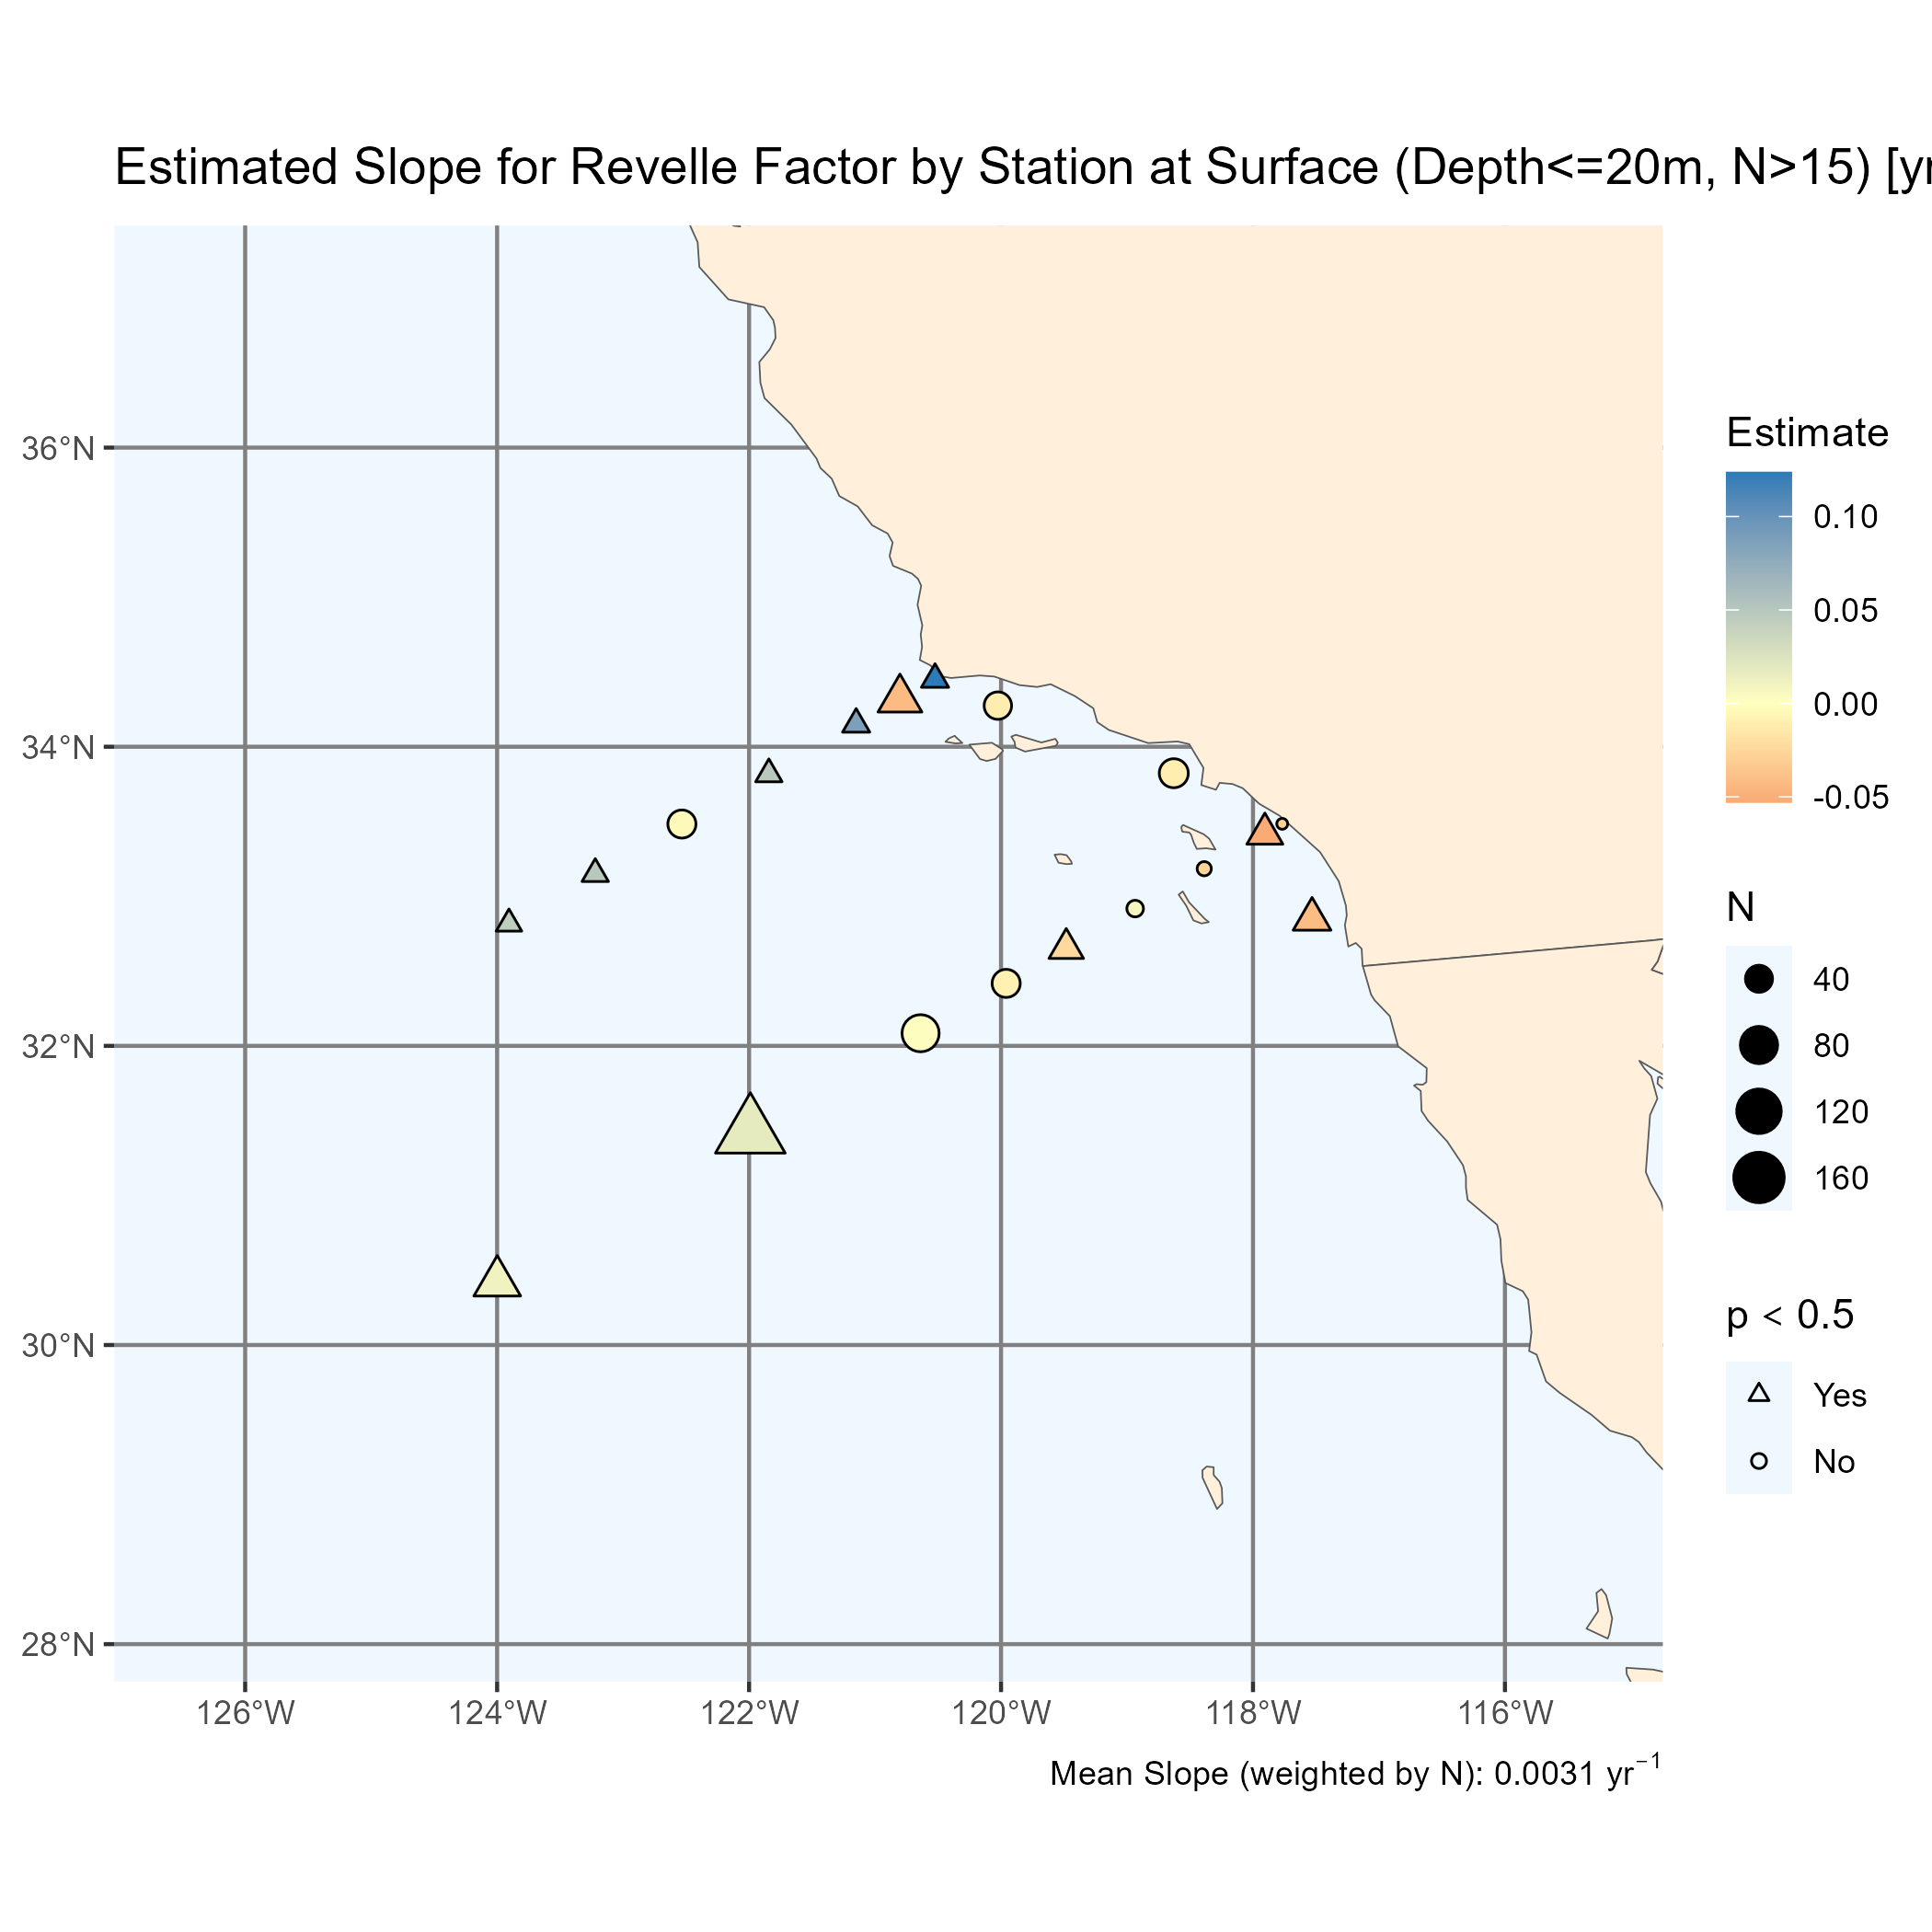 Estimated Slope for Revelle Factor by Station at Surface (Depth<=20m, N>15) [yr
36°N
34°N
32°N
30°N
28°N
126°W
124°W
122°W
120°W
118°W
116°W
Mean Slope (weighted by N): 0.0031 yr⁻¹
Estimate
0.10
0.05
0.00
-0.05
N
40
80
120
160
p < 0.5
Yes
No